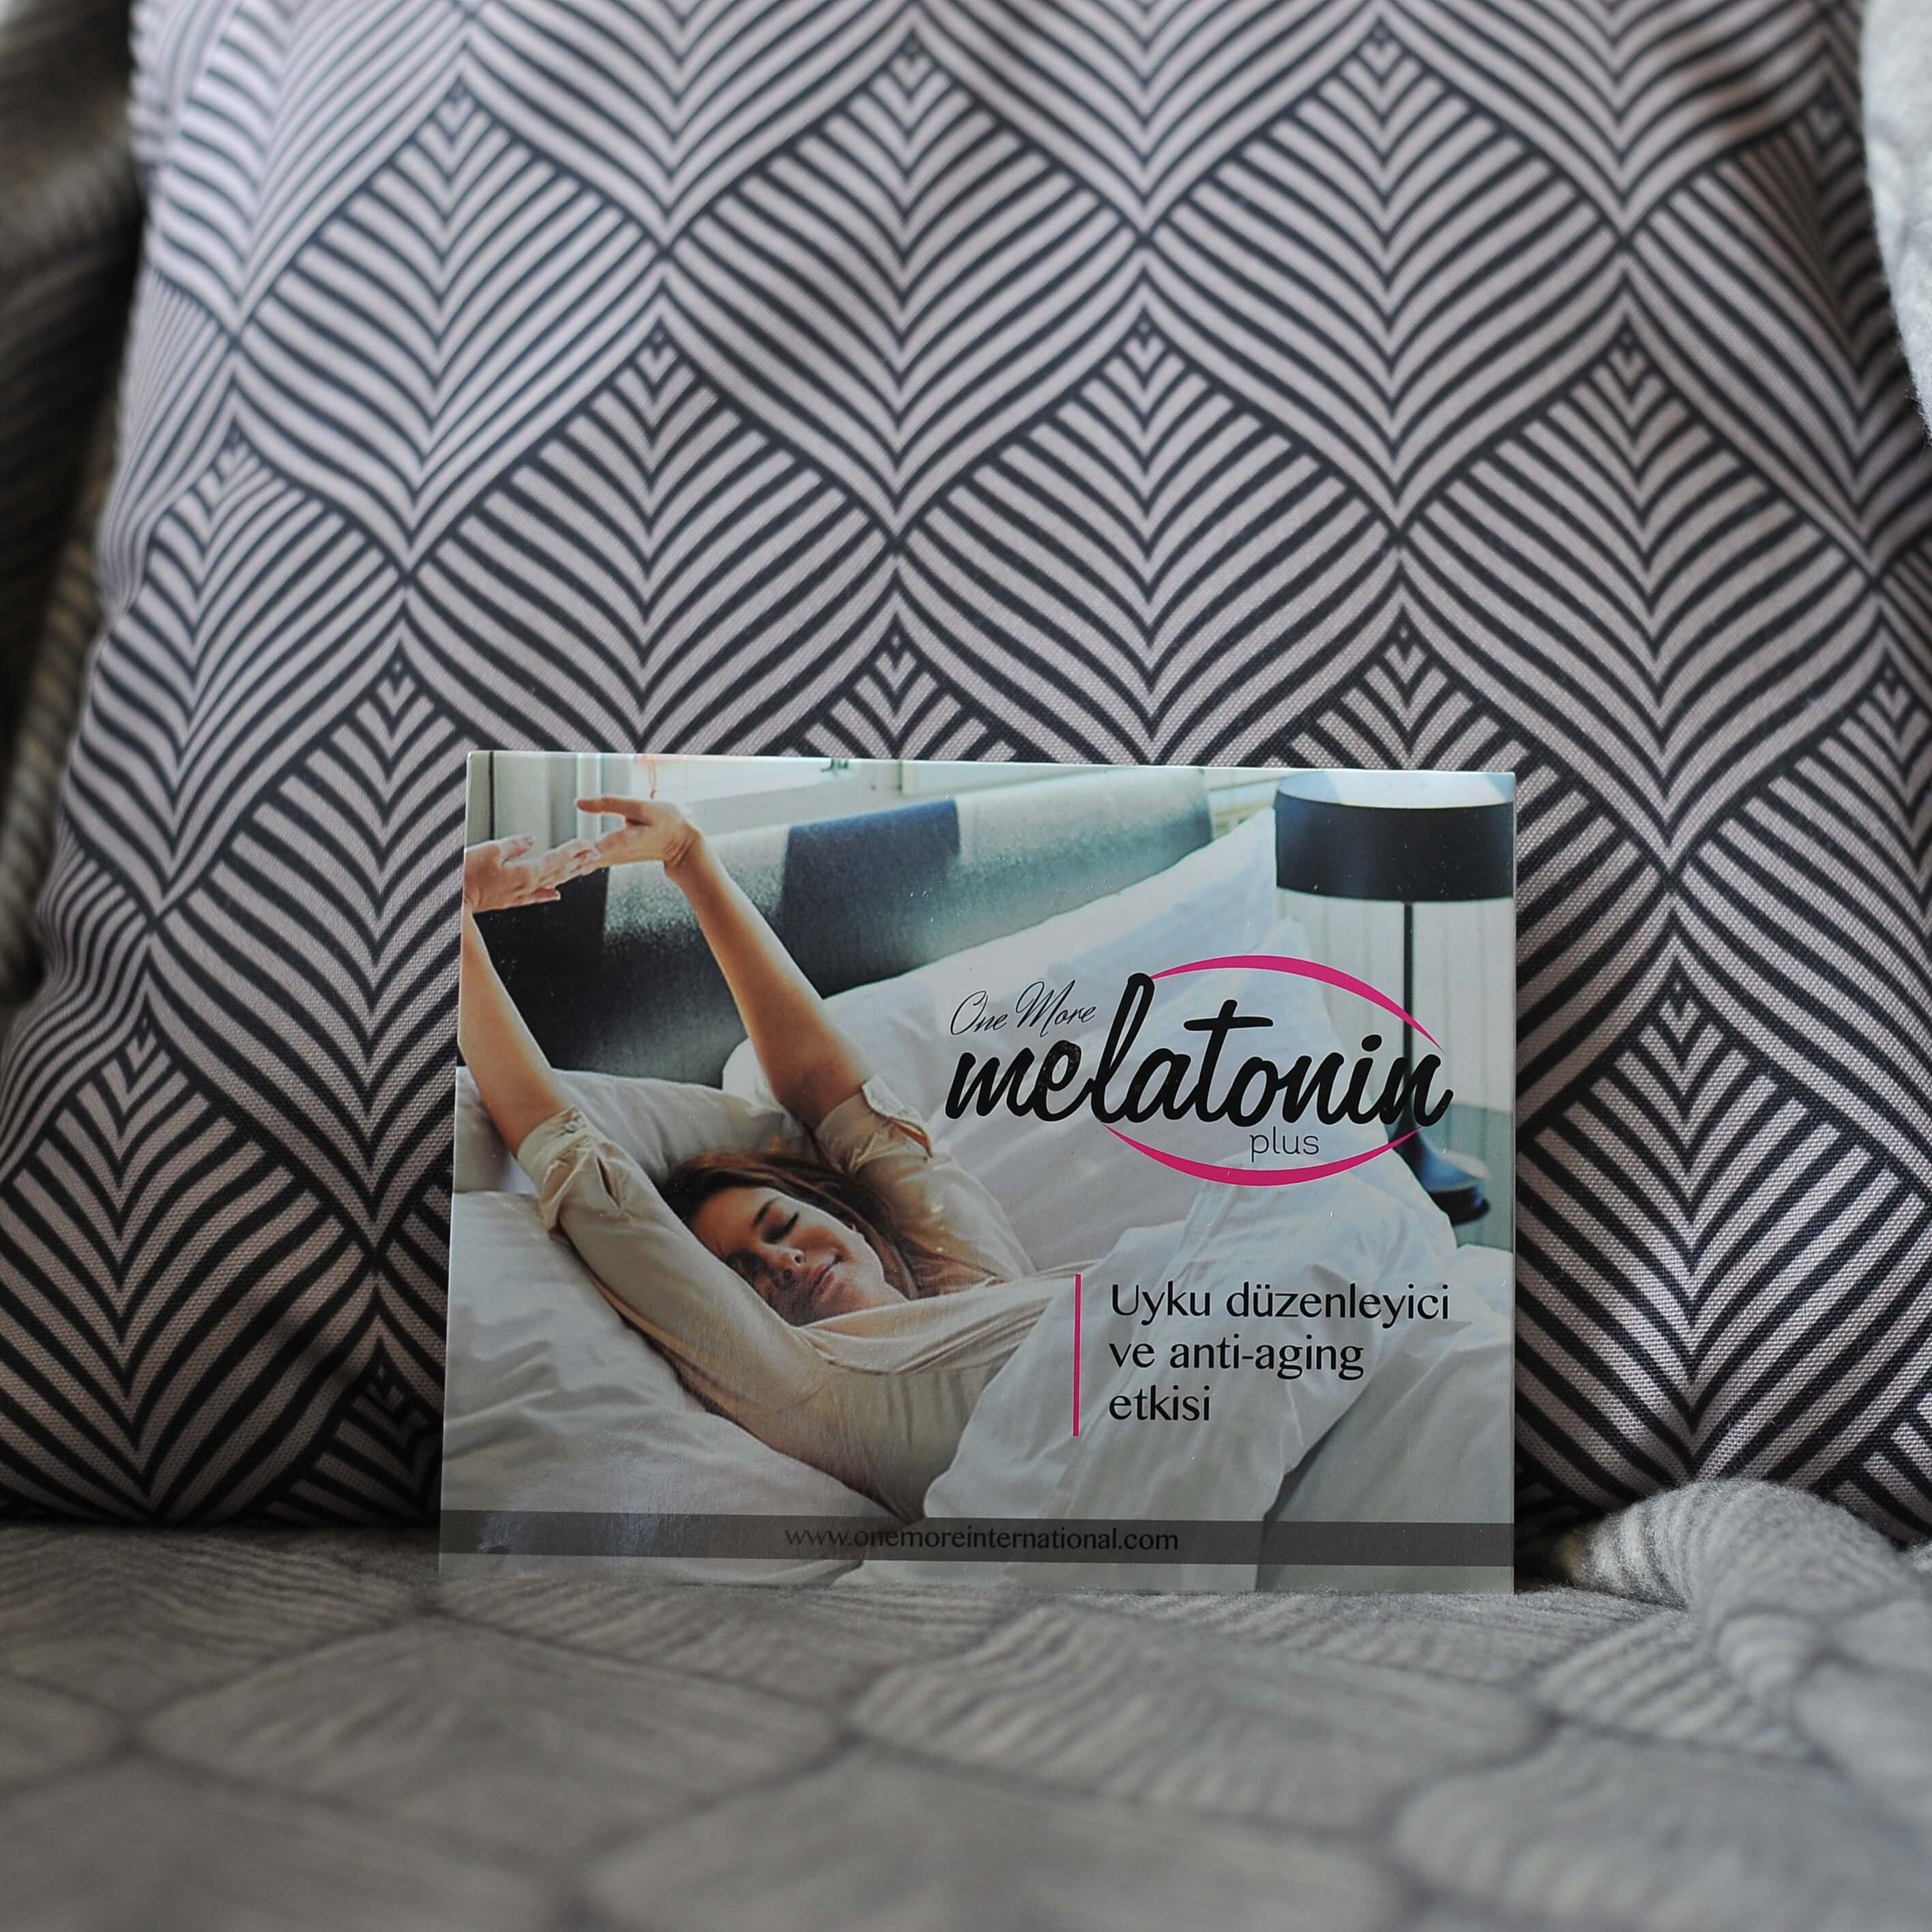 One More
melatonin
plus
Uyku düzenleyici
ve anti-aging
etkisi
www.onemoreinternational.com